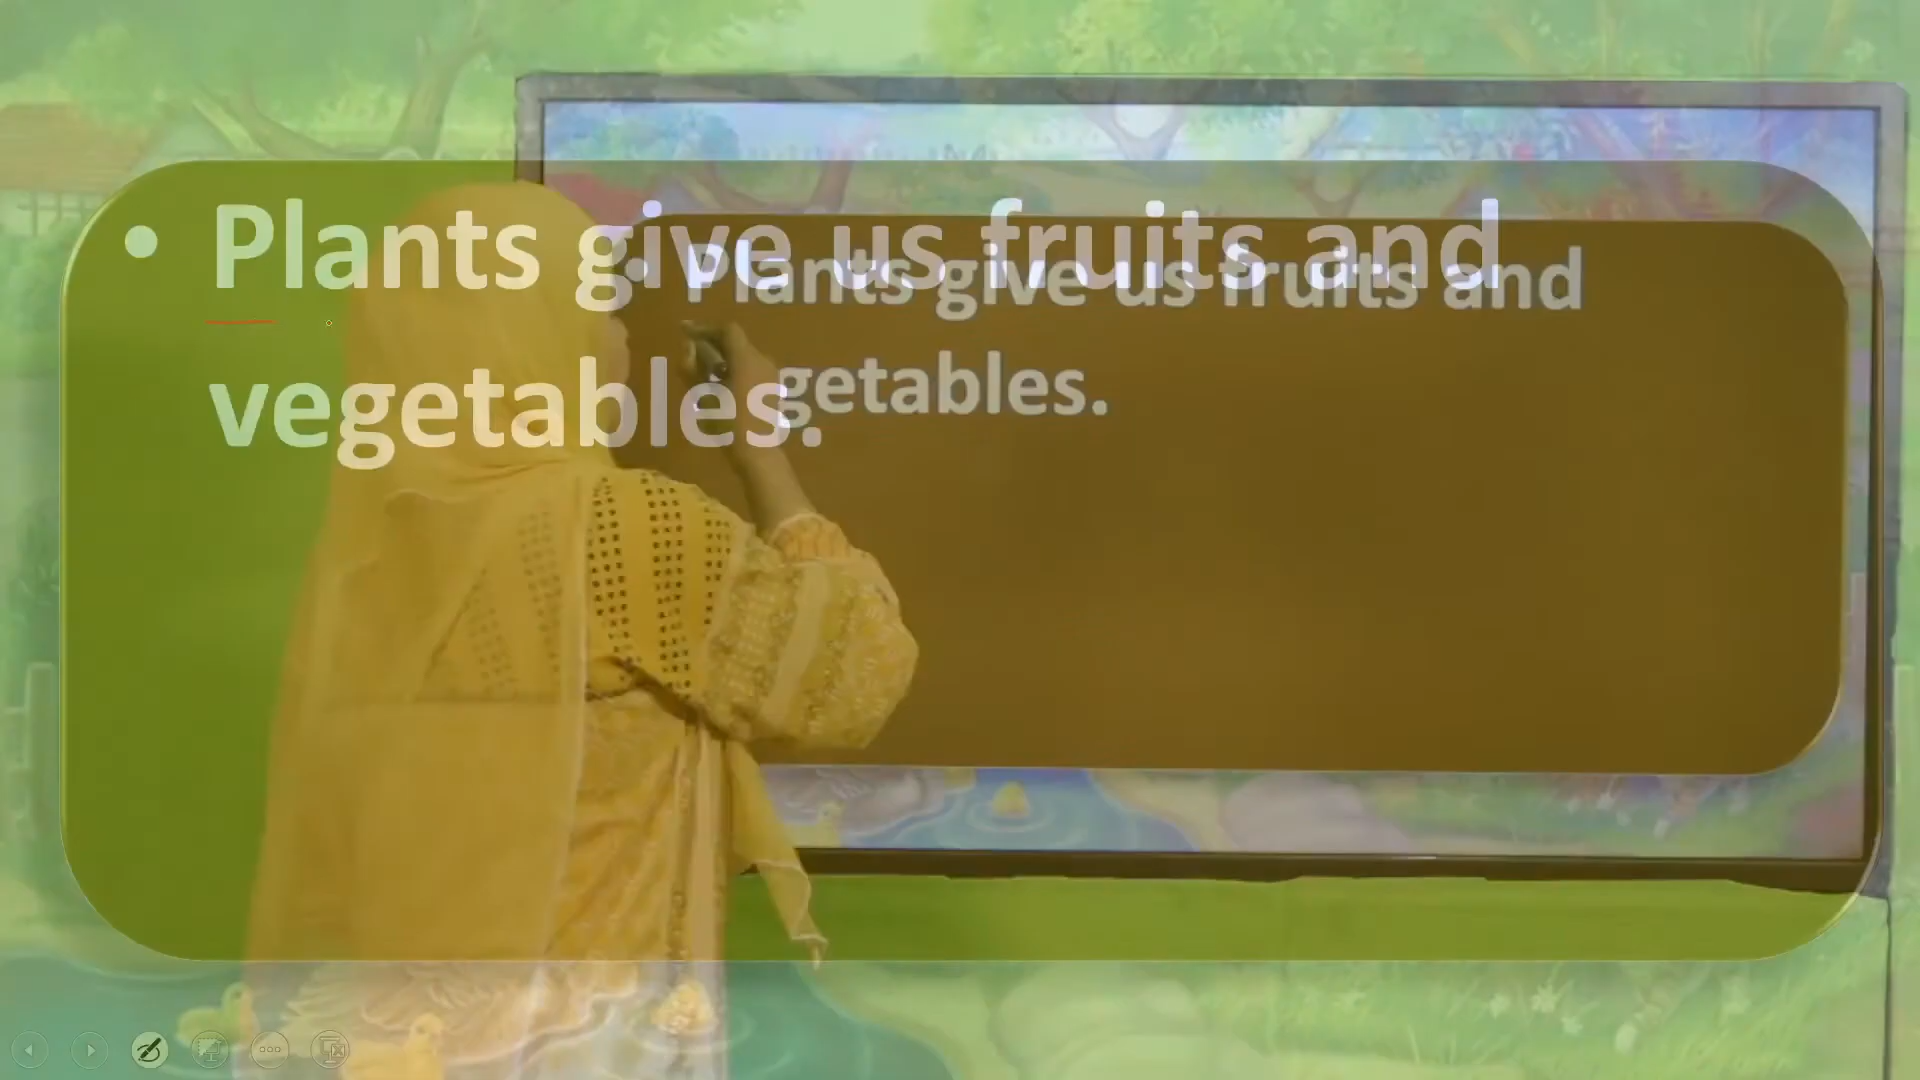 • Plants give us fruits and
vegetables.
• Plants give us fruits and
getables.